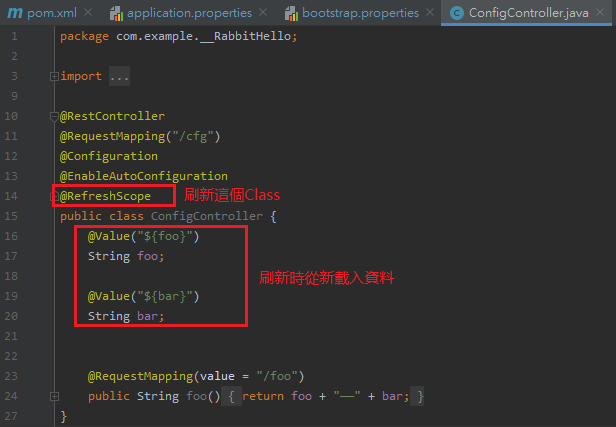 pom.xml × application.properties × bootstrap.properties × ConfigController.java ×
1 package com.example.__RabbitHello;
2
3 import ...
9
10 @RestController
11 @RequestMapping("/cfg")
12 @Configuration
13 @EnableAutoConfiguration
14 @RefreshScope 刷新這個Class
15 public class ConfigController {
16 @Value("${foo}")
17 String foo;
18 刷新時從新載入資料
19 @Value("${bar}")
20 String bar;
21
22
23 @RequestMapping(value = "/foo")
24 public String foo() { return foo + "——" + bar; }
27 }